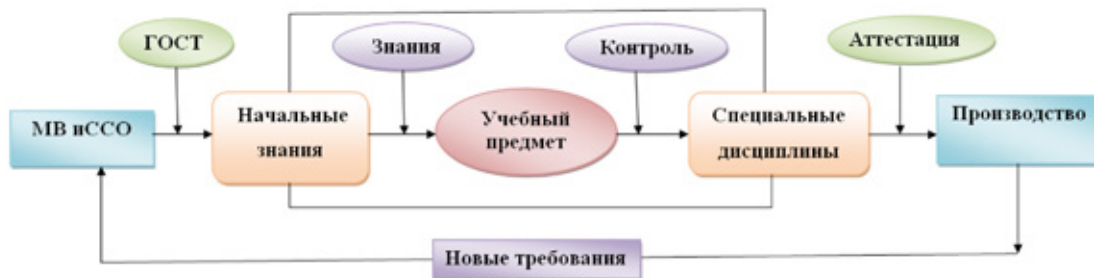 ГОСТ
Знания
Контроль
Аттестация
МВ иССО
Начальные
знания
Учебный
предмет
Специальные
дисциплины
Производство
Новые требования